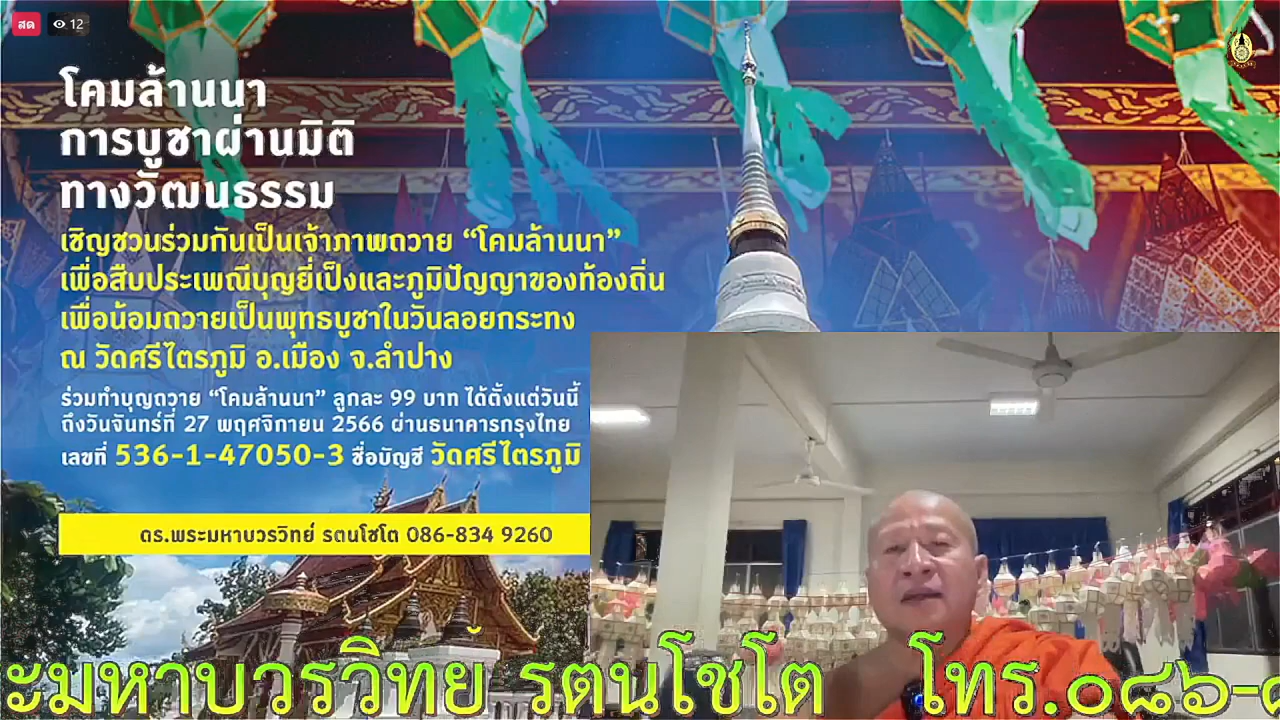 สด 12
โคมล้านนา
การบูชาผ่านมิติ
ทางวัฒนธรรม
เชิญชวนร่วมกันเป็นเจ้าภาพถวาย “โคมล้านนา”
เพื่อสืบประเพณีบุญยี่เป็งและภูมิปัญญาของท้องถิ่น
เพื่อน้อมถวายเป็นพุทธบูชาในวันลอยกระทง
ณ วัดศรีไตรภูมิ อ.เมือง จ.ลำปาง
ร่วมทำบุญถวาย “โคมล้านนา” ลูกละ 99 บาท ได้ตั้งแต่วันนี้
ถึงวันจันทร์ที่ 27 พฤศจิกายน 2566 ผ่านธนาคารกรุงไทย
เลขที่ 536-1-47050-3 ชื่อบัญชี วัดศรีไตรภูมิ
ดร.พระมหาบวรวิทย์ รตนโชโต 086-834 9260
ะมหาบวรวิทย์ รตนโชโต โทร.๐๘๖-